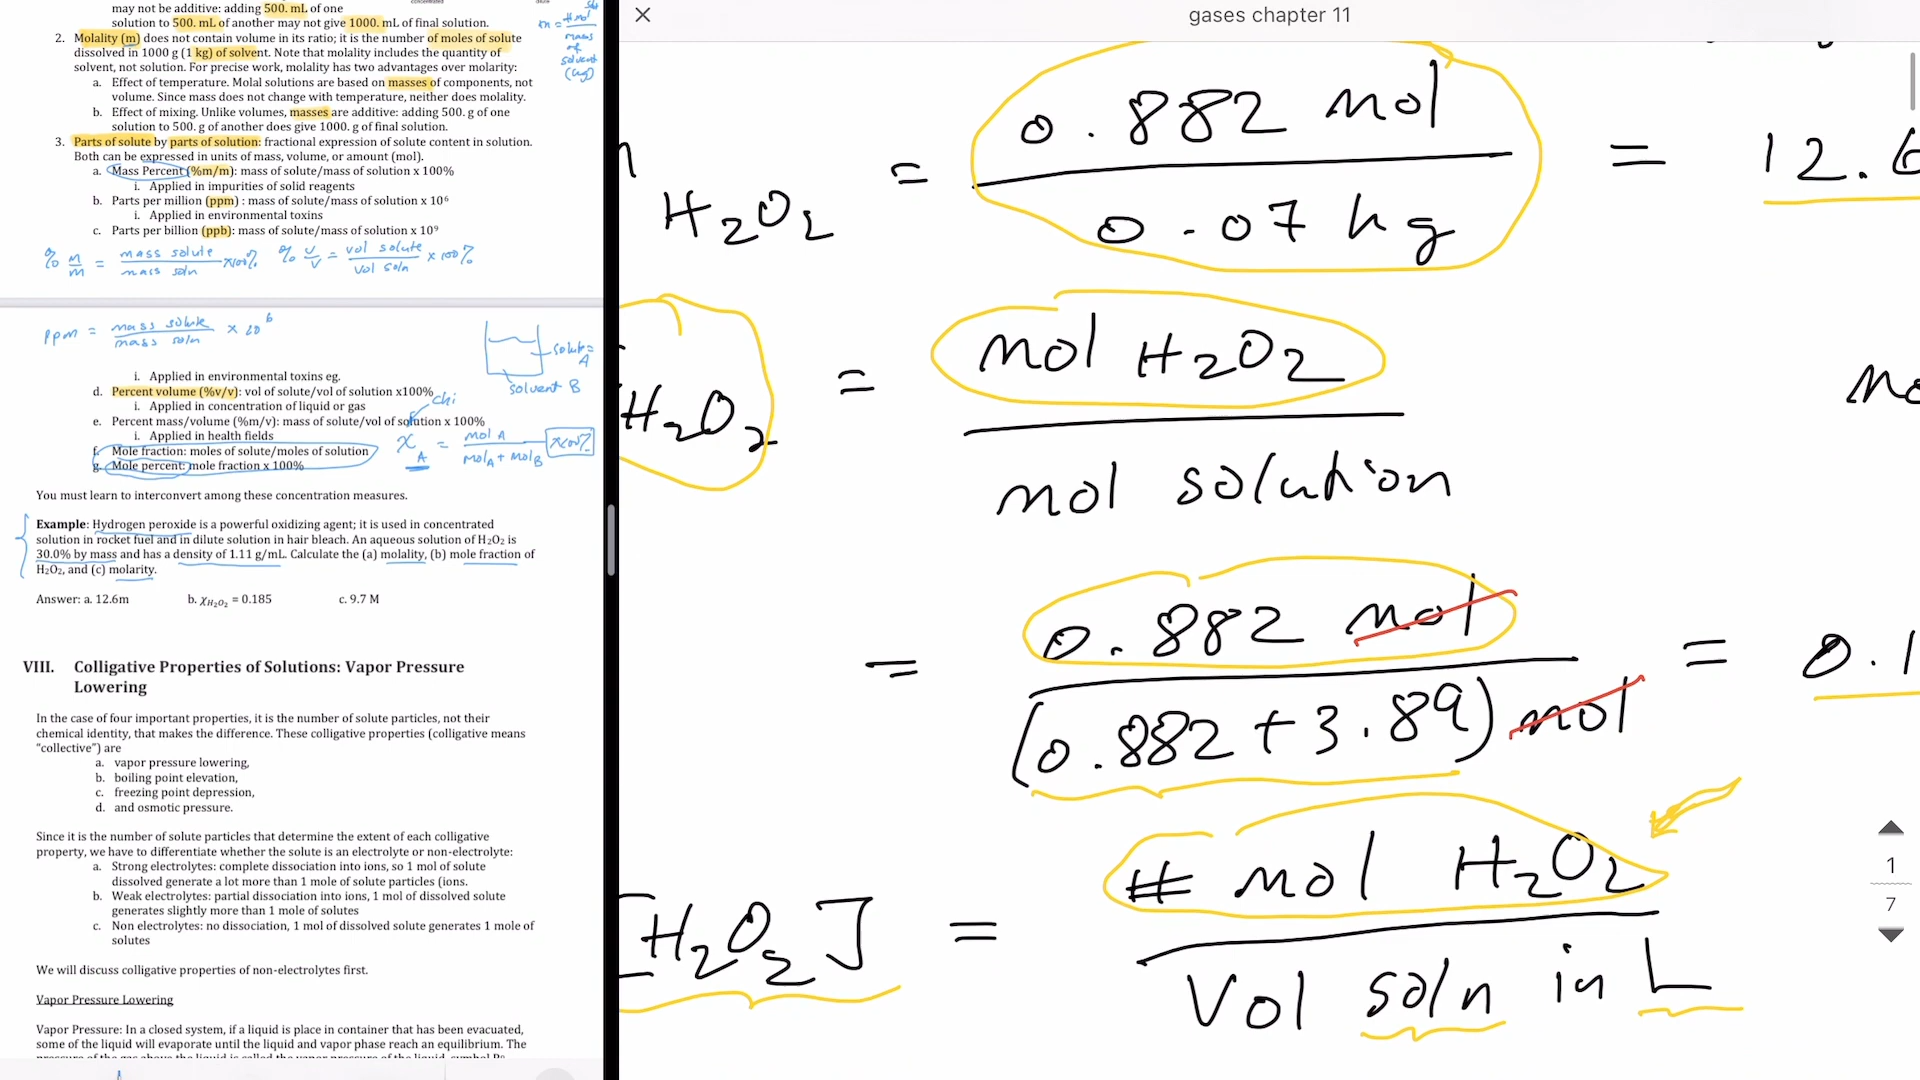 may not be additive: adding 500. mL of one
solution to 500. mL of another may not give 1000. mL of final solution.
2. Molality (m) does not contain volume in its ratio; it is the number of moles of solute
dissolved in 1000 g (1 kg) of solvent. Note that molality includes the quantity of
solvent, not solution. For precise work, molality has two advantages over molarity:
a. Effect of temperature. Molal solutions are based on masses of components, not
volume. Since mass does not change with temperature, neither does molality.
b. Effect of mixing. Unlike volumes, masses are additive: adding 500. g of one
solution to 500. g of another does give 1000. g of final solution.
m = # mol
mass
of
solvent
(kg)
3. Parts of solute by parts of solution: fractional expression of solute content in solution.
Both can be expressed in units of mass, volume, or amount (mol).
a. Mass Percent (%m/m): mass of solute/mass of solution x 100%
i. Applied in impurities of solid reagents
b. Parts per million (ppm) : mass of solute/mass of solution x 10⁶
i. Applied in environmental toxins
c. Parts per billion (ppb): mass of solute/mass of solution x 10⁹
% M/M = mass solute / mass soln x100% % V/V = vol solute / vol soln x 100%
ppm = mass solute / mass soln x 10⁶
solute = A
solvent B
i. Applied in environmental toxins eg.
d. Percent volume (%v/v): vol of solute/vol of solution x100%
i. Applied in concentration of liquid or gas
chi
e. Percent mass/volume (%m/v): mass of solute/vol of solution x 100%
i. Applied in health fields
f. Mole fraction: moles of solute/moles of solution
g. Mole percent: mole fraction x 100%
χ_A = mol A / mol_A + mol_B x100%
You must learn to interconvert among these concentration measures.
Example: Hydrogen peroxide is a powerful oxidizing agent; it is used in concentrated
solution in rocket fuel and in dilute solution in hair bleach. An aqueous solution of H₂O₂ is
30.0% by mass and has a density of 1.11 g/mL. Calculate the (a) molality, (b) mole fraction of
H₂O₂, and (c) molarity.
Answer: a. 12.6m b. χ_H₂O₂ = 0.185 c. 9.7 M
VIII. Colligative Properties of Solutions: Vapor Pressure
Lowering
In the case of four important properties, it is the number of solute particles, not their
chemical identity, that makes the difference. These colligative properties (colligative means
“collective”) are
a. vapor pressure lowering,
b. boiling point elevation,
c. freezing point depression,
d. and osmotic pressure.
Since it is the number of solute particles that determine the extent of each colligative
property, we have to differentiate whether the solute is an electrolyte or non-electrolyte:
a. Strong electrolytes: complete dissociation into ions, so 1 mol of solute
dissolved generate a lot more than 1 mole of solute particles (ions.
b. Weak electrolytes: partial dissociation into ions, 1 mol of dissolved solute
generates slightly more than 1 mole of solutes
c. Non electrolytes: no dissociation, 1 mol of dissolved solute generates 1 mole of
solutes
We will discuss colligative properties of non-electrolytes first.
Vapor Pressure Lowering
Vapor Pressure: In a closed system, if a liquid is place in container that has been evacuated,
some of the liquid will evaporate until the liquid and vapor phase reach an equilibrium. The
gases chapter 11
H₂O₂ = 0.882 mol / 0.07 kg = 12.6
H₂O₂ = mol H₂O₂ / mol solution
= 0.882 mol / (0.882 + 3.89) mol = 0.1
[H₂O₂] = # mol H₂O₂ / Vol soln in L
1
7